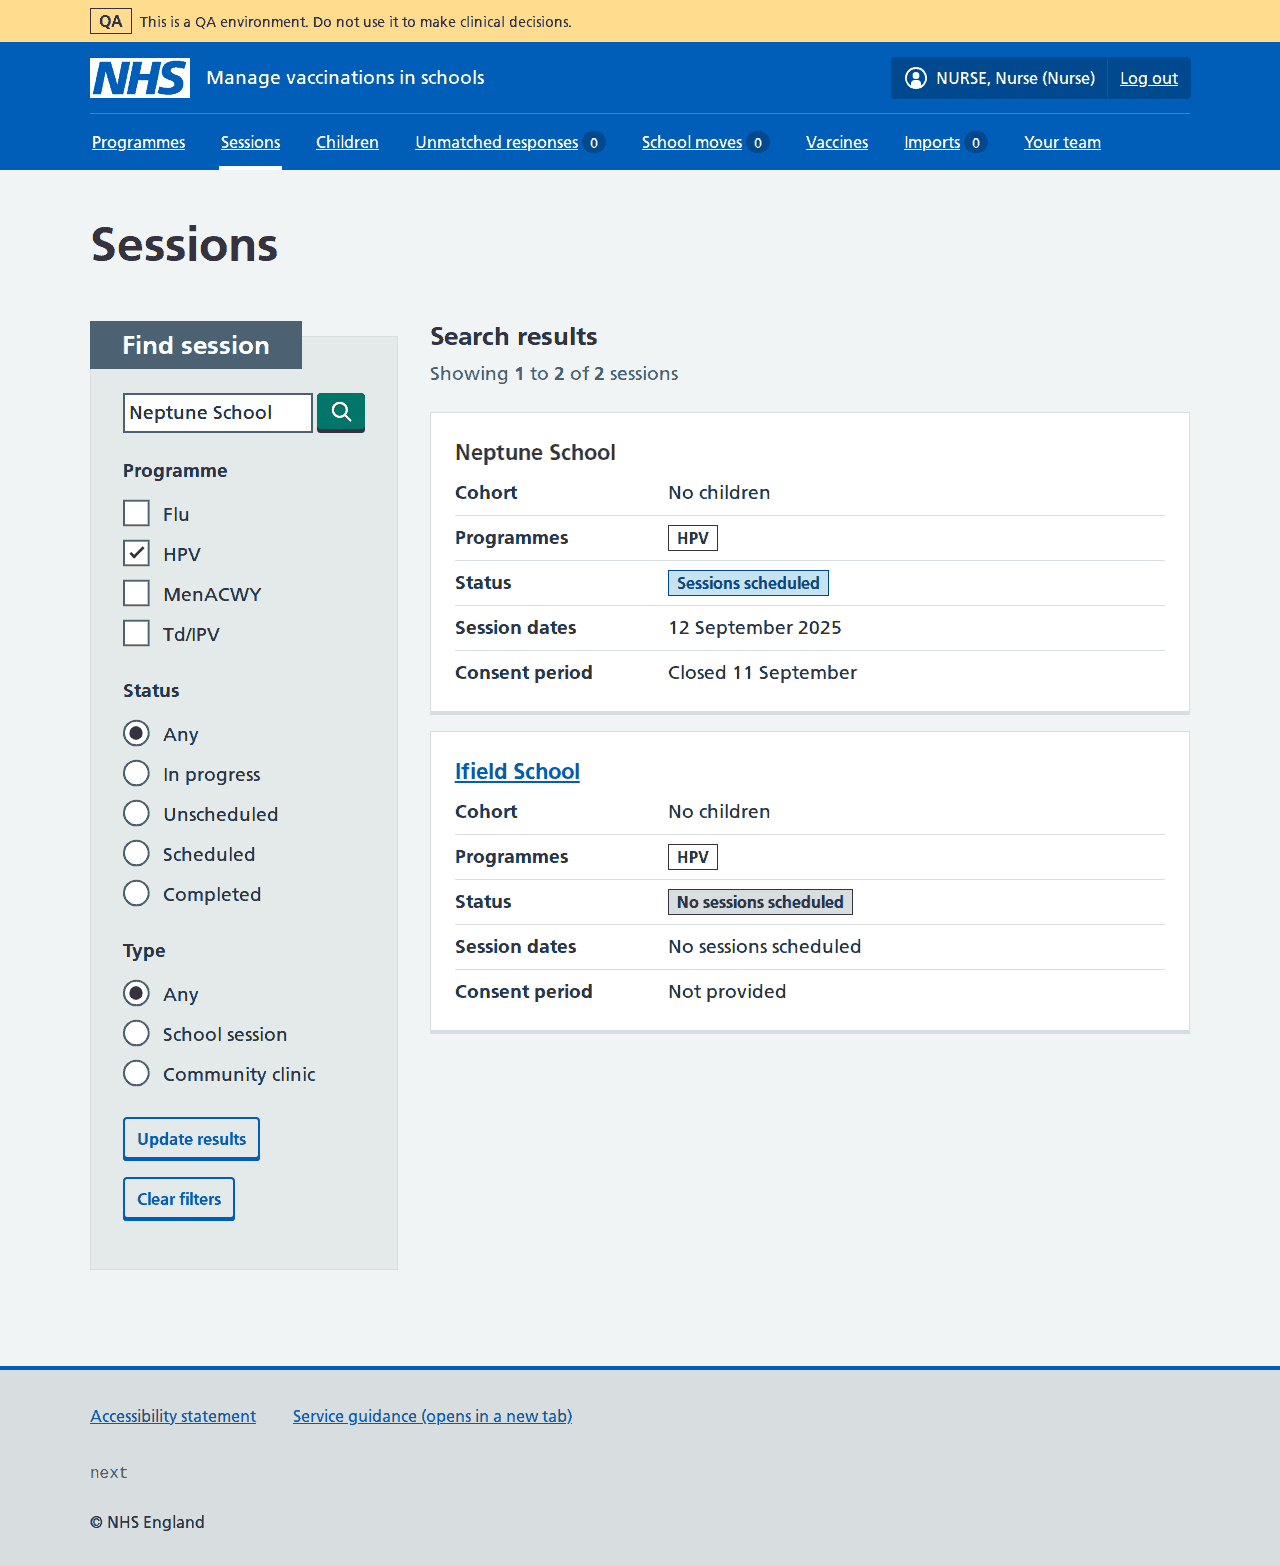 QA This is a QA environment. Do not use it to make clinical decisions.
NHS Manage vaccinations in schools
NURSE, Nurse (Nurse) Log out
Programmes Sessions Children Unmatched responses 0 School moves 0 Vaccines Imports 0 Your team
Sessions
Find session
Neptune School
Programme
Flu
HPV
MenACWY
Td/IPV
Status
Any
In progress
Unscheduled
Scheduled
Completed
Type
Any
School session
Community clinic
Update results
Clear filters
Search results
Showing 1 to 2 of 2 sessions
Neptune School
Cohort No children
Programmes HPV
Status Sessions scheduled
Session dates 12 September 2025
Consent period Closed 11 September
Ifield School
Cohort No children
Programmes HPV
Status No sessions scheduled
Session dates No sessions scheduled
Consent period Not provided
Accessibility statement Service guidance (opens in a new tab)
next
© NHS England